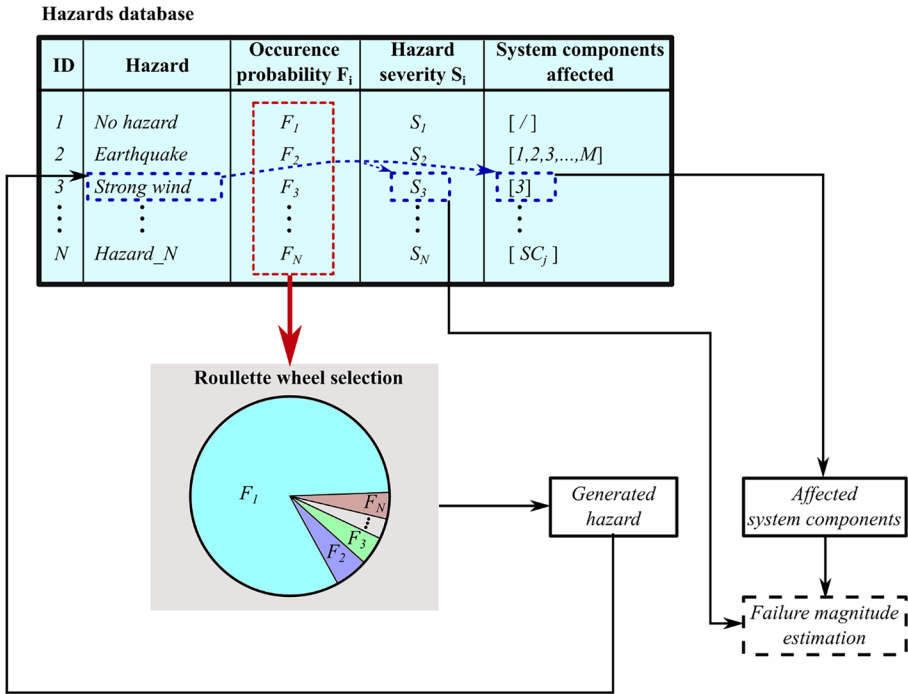 Hazards database
ID Hazard Occurence probability Fi Hazard severity Si System components affected
1 No hazard F1 S1 [ / ]
2 Earthquake F2 S2 [1,2,3,...,M]
3 Strong wind F3 S3 [3]
N Hazard_N FN SN [ SCj ]
Roullette wheel selection
F1
FN
F3
F2
Generated
hazard
Affected
system components
Failure magnitude
estimation